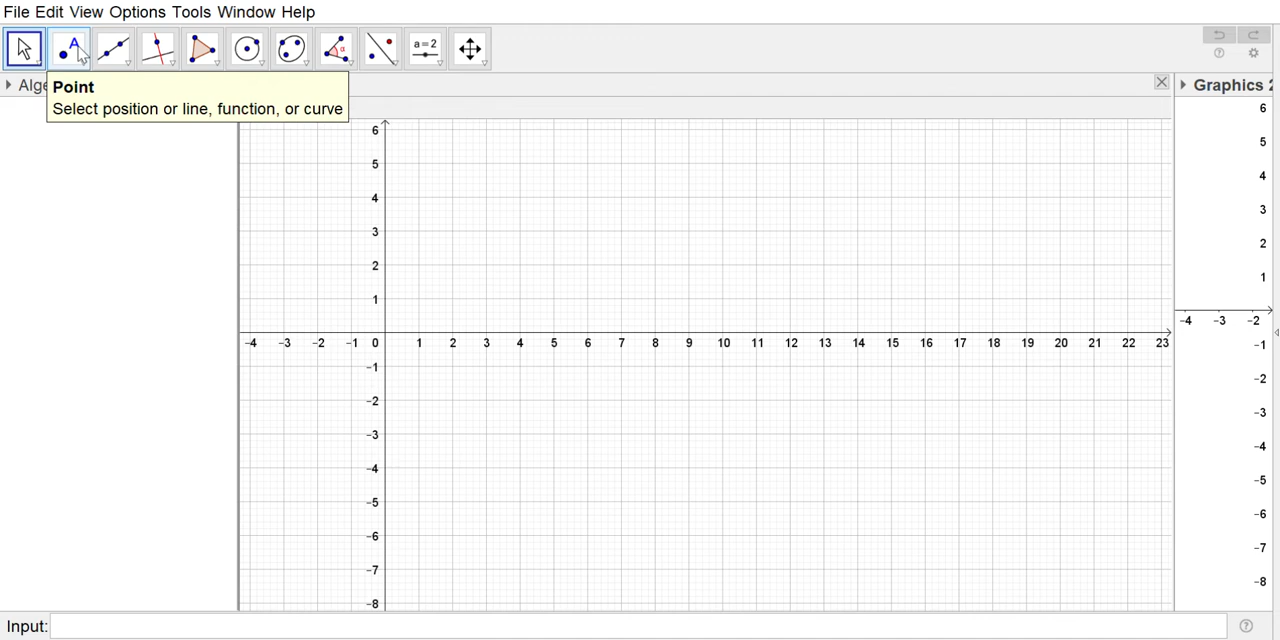 File Edit View Options Tools Window Help
A
α
a=2
Alge
Point
Select position or line, function, or curve
Graphics 2
6
5
4
3
2
1
−4 −3 −2 −1 0 1 2 3 4 5 6 7 8 9 10 11 12 13 14 15 16 17 18 19 20 21 22 23
−1
−2
−3
−4
−5
−6
−7
−8
6
5
4
3
2
1
−4 −3 −2
−1
−2
−3
−4
−5
−6
−7
−8
Input: